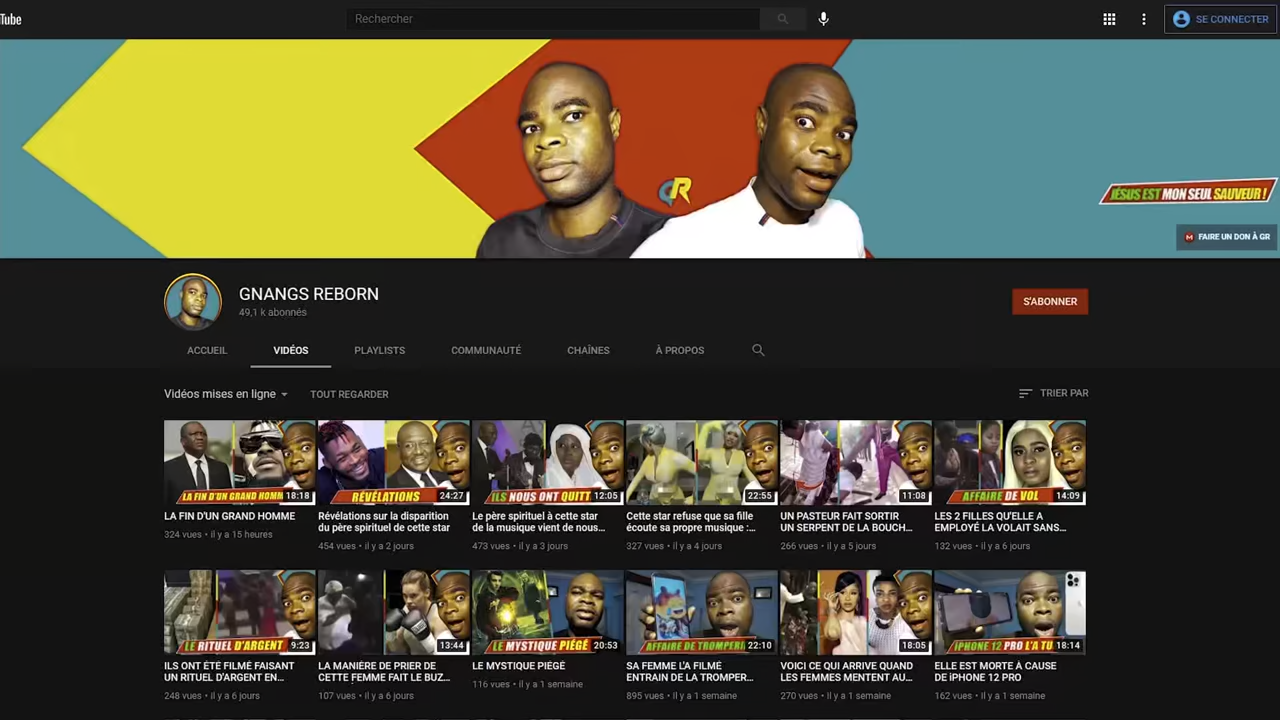 Tube
Rechercher
SE CONNECTER
GR
JÉSUS EST MON SEUL SAUVEUR !
FAIRE UN DON À GR
GNANGS REBORN
49,1 k abonnés
S'ABONNER
ACCUEIL VIDÉOS PLAYLISTS COMMUNAUTÉ CHAÎNES À PROPOS
Vidéos mises en ligne TOUT REGARDER TRIER PAR
LA FIN D'UN GRAND HOMM 18:18
RÉVÉLATIONS 24:27
ILS NOUS ONT QUITT 12:05
22:55
11:08
AFFAIRE DE VOL 14:09
LA FIN D'UN GRAND HOMME
324 vues • il y a 15 heures
Révélations sur la disparition
du père spirituel de cette star
454 vues • il y a 2 jours
Le père spirituel à cette star
de la musique vient de nous...
473 vues • il y a 3 jours
Cette star refuse que sa fille
écoute sa propre musique :...
327 vues • il y a 4 jours
UN PASTEUR FAIT SORTIR
UN SERPENT DE LA BOUCH...
266 vues • il y a 5 jours
LES 2 FILLES QU'ELLE A
EMPLOYÉ LA VOLAIT SANS...
132 vues • il y a 6 jours
LE RITUEL D'ARGENT 9:23
13:44
LE MYSTIQUE PIÉGÉ 20:53
AFFAIRE DE TROMPERI 22:10
18:05
IPHONE 12 PRO L'A TU 18:14
ILS ONT ÉTÉ FILMÉ FAISANT
UN RITUEL D'ARGENT EN...
248 vues • il y a 6 jours
LA MANIÈRE DE PRIER DE
CETTE FEMME FAIT LE BUZ...
107 vues • il y a 6 jours
LE MYSTIQUE PIÉGÉ
116 vues • il y a 1 semaine
SA FEMME L'A FILMÉ
ENTRAIN DE LA TROMPER...
895 vues • il y a 1 semaine
VOICI CE QUI ARRIVE QUAND
LES FEMMES MENTENT AU...
270 vues • il y a 1 semaine
ELLE EST MORTE À CAUSE
DE iPHONE 12 PRO
162 vues • il y a 1 semaine